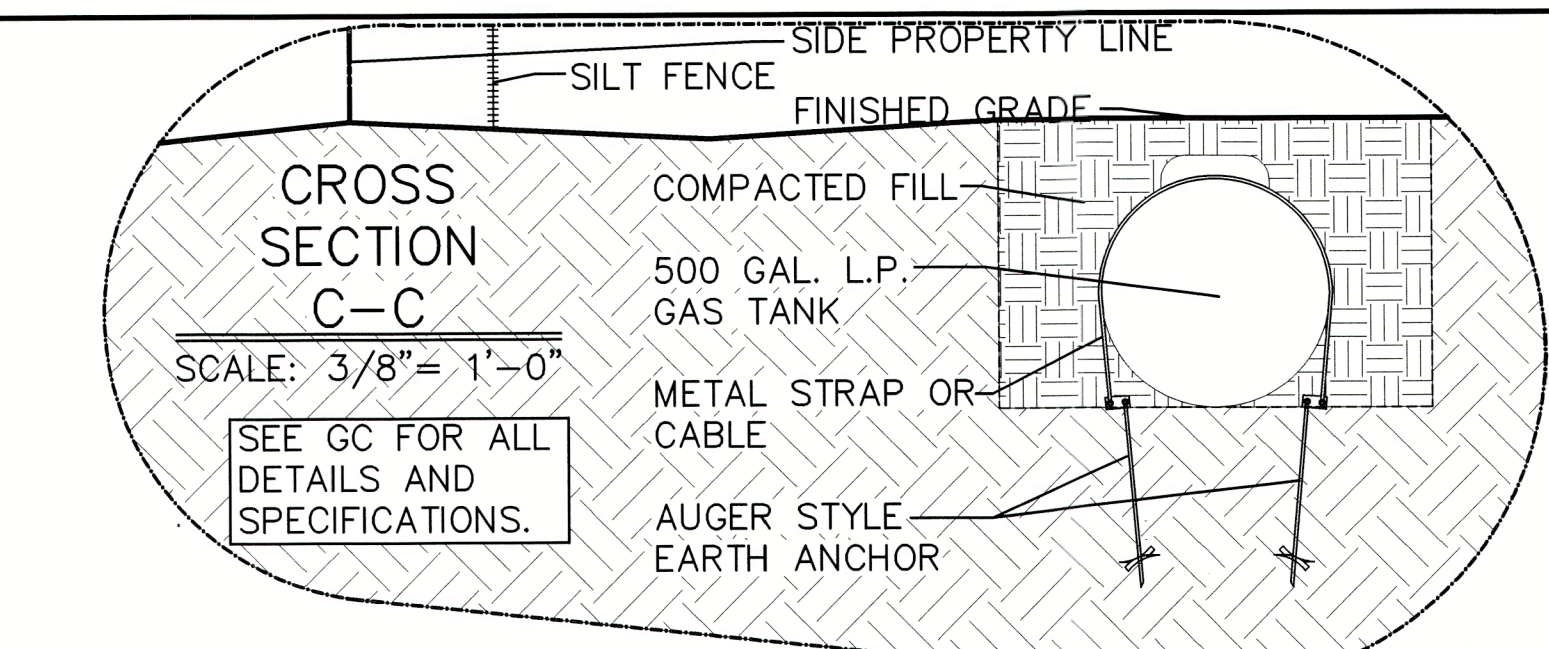 SIDE PROPERTY LINE
SILT FENCE
FINISHED GRADE
CROSS
SECTION
C-C
SCALE: 3/8"= 1'-0"
SEE GC FOR ALL
DETAILS AND
SPECIFICATIONS.
COMPACTED FILL
500 GAL. L.P.
GAS TANK
METAL STRAP OR
CABLE
AUGER STYLE
EARTH ANCHOR